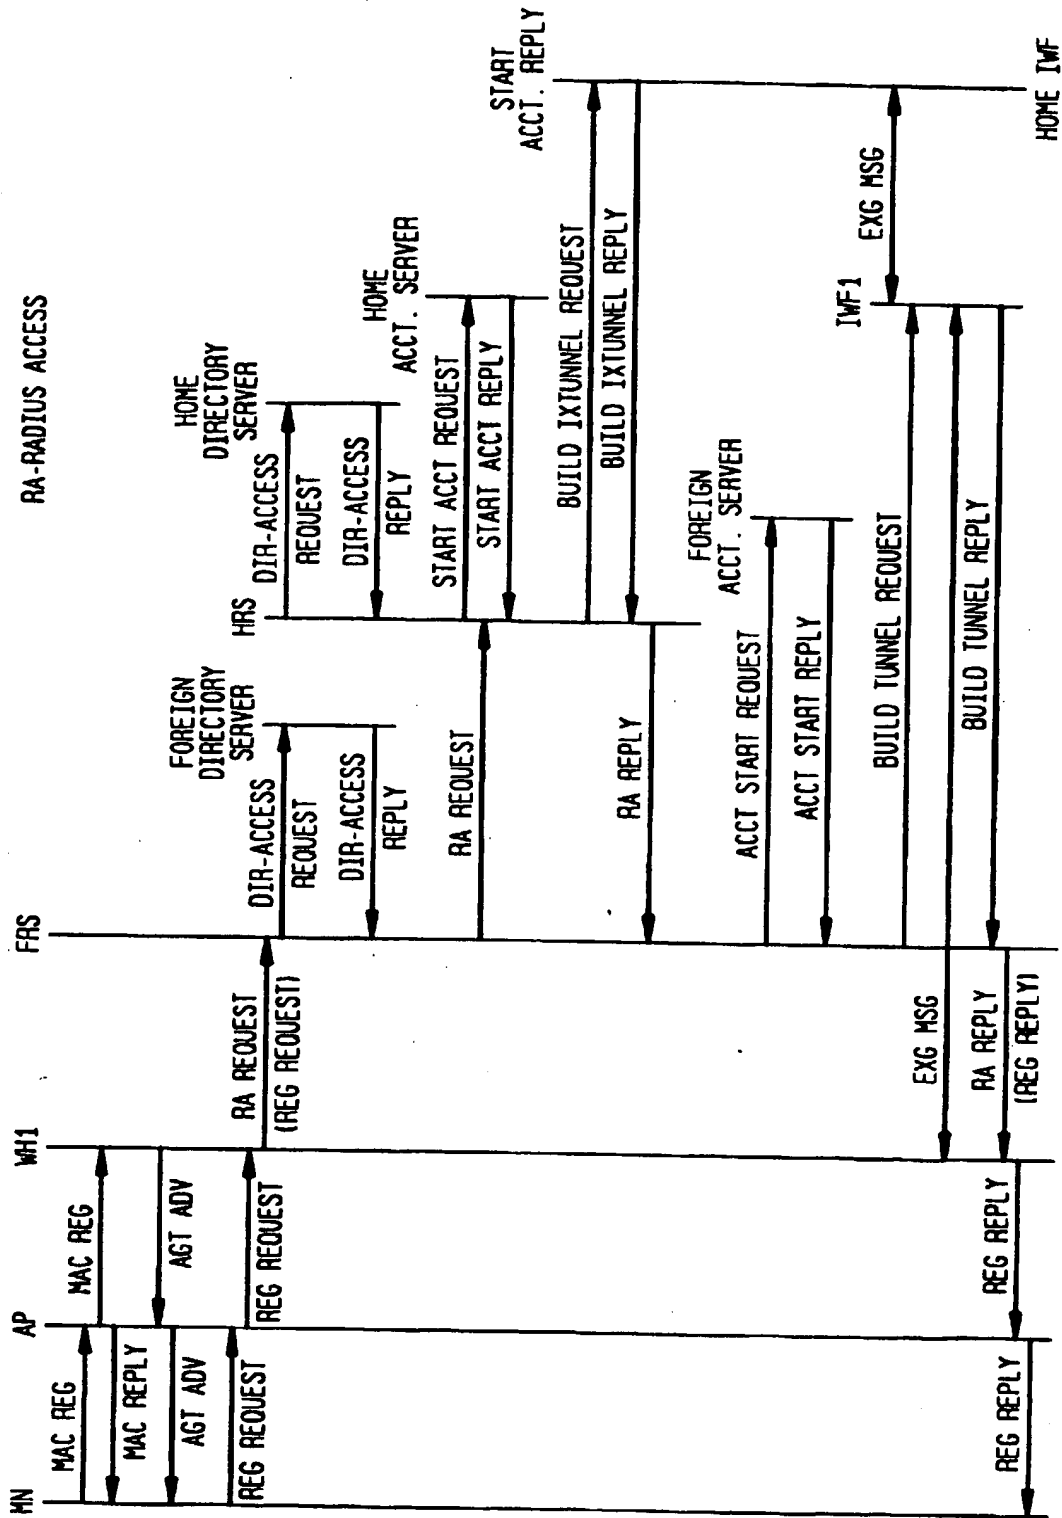 RA-RADIUS ACCESS
MN
AP
WH1
FRS
FOREIGN
DIRECTORY
SERVER
HRS
HOME
DIRECTORY
SERVER
HOME
ACCT. SERVER
START
ACCT. REPLY
MAC REG
MAC REG
MAC REPLY
AGT ADV
AGT ADV
REG REQUEST
REG REQUEST
RA REQUEST
(REG REQUEST)
DIR-ACCESS
REQUEST
DIR-ACCESS
REPLY
DIR-ACCESS
REQUEST
DIR-ACCESS
REPLY
RA REQUEST
START ACCT REQUEST
START ACCT REPLY
BUILD IXTUNNEL REQUEST
BUILD IXTUNNEL REPLY
RA REPLY
FOREIGN
ACCT. SERVER
ACCT START REQUEST
ACCT START REPLY
IWF1
BUILD TUNNEL REQUEST
EXG MSG
EXG MSG
BUILD TUNNEL REPLY
RA REPLY
(REG REPLY)
REG REPLY
REG REPLY
HOME IWF